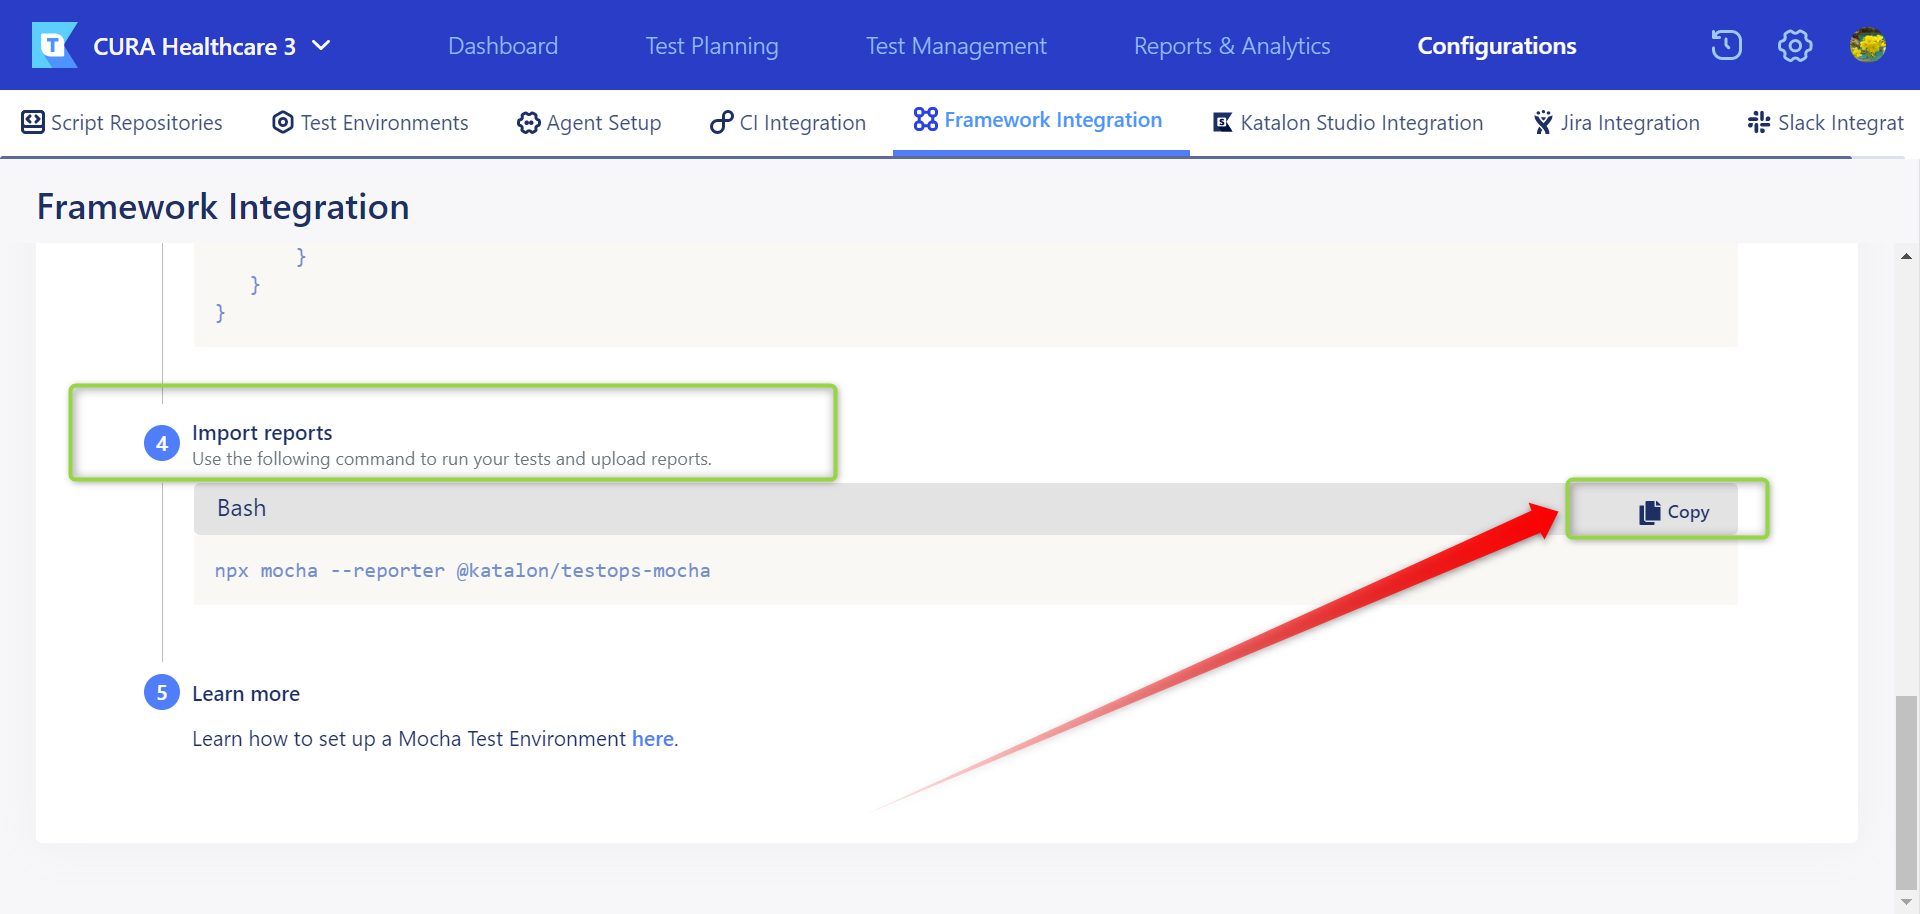 T CURA Healthcare 3 Dashboard Test Planning Test Management Reports & Analytics Configurations
Script Repositories Test Environments Agent Setup CI Integration Framework Integration S Katalon Studio Integration Jira Integration Slack Integrat
Framework Integration
}
}
}
4 Import reports
Use the following command to run your tests and upload reports.
Bash Copy
npx mocha --reporter @katalon/testops-mocha
5 Learn more
Learn how to set up a Mocha Test Environment here.